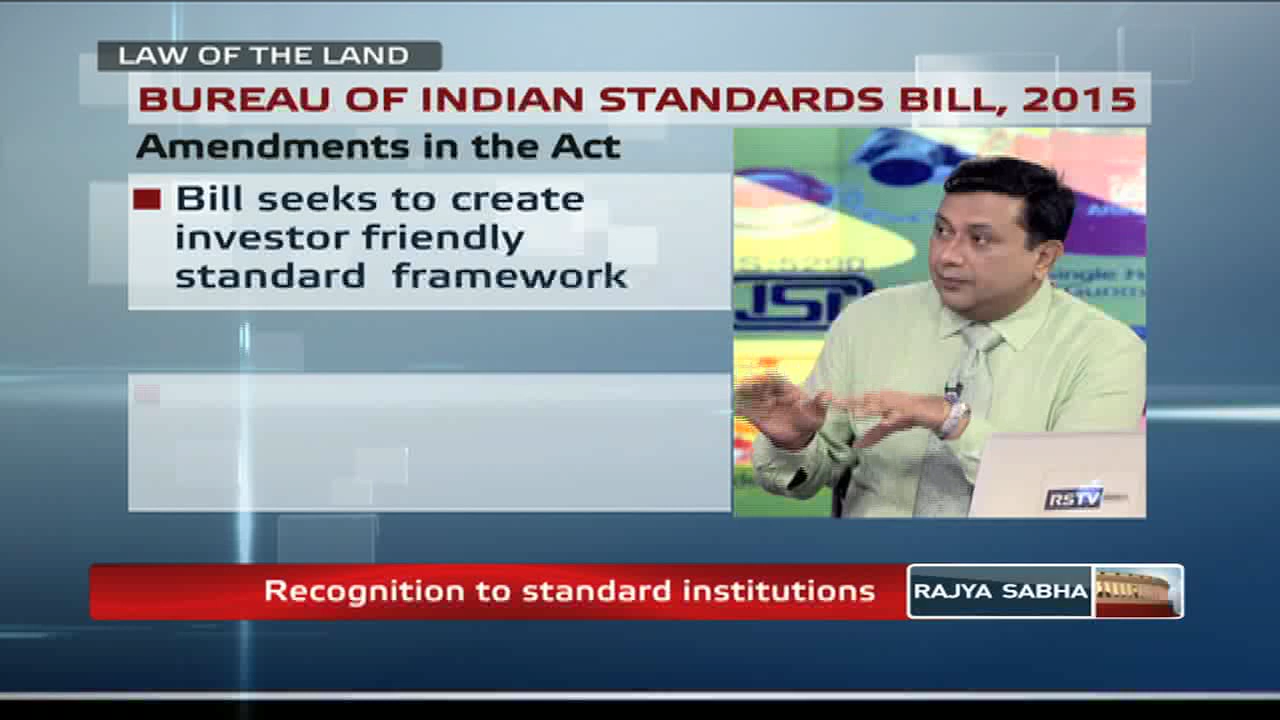 LAW OF THE LAND
BUREAU OF INDIAN STANDARDS BILL, 2015
Amendments in the Act
Bill seeks to create
investor friendly
standard framework
S.5290
RSTV
Recognition to standard institutions
RAJYA SABHA